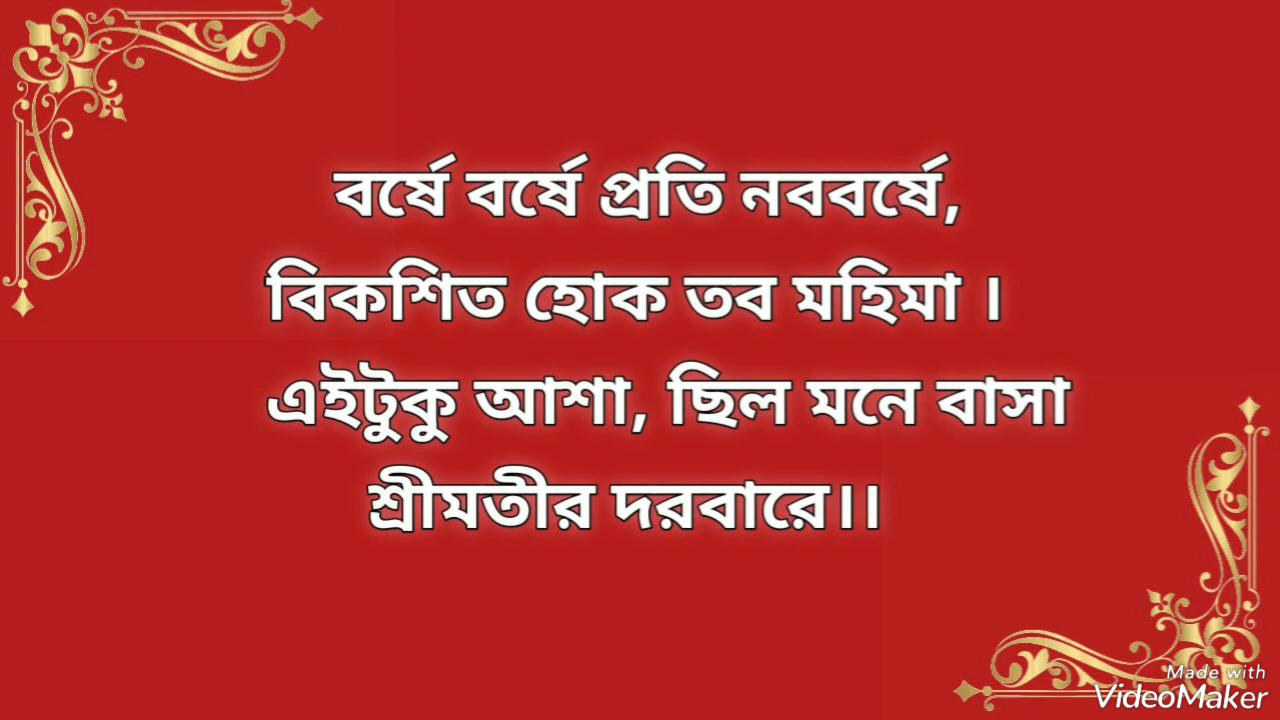 বর্ষে বর্ষে প্রতি নববর্ষে,
বিকশিত হোক তব মহিমা ।
এইটুকু আশা, ছিল মনে বাসা
শ্রীমতীর দরবারে।।
Made with
VideoMaker